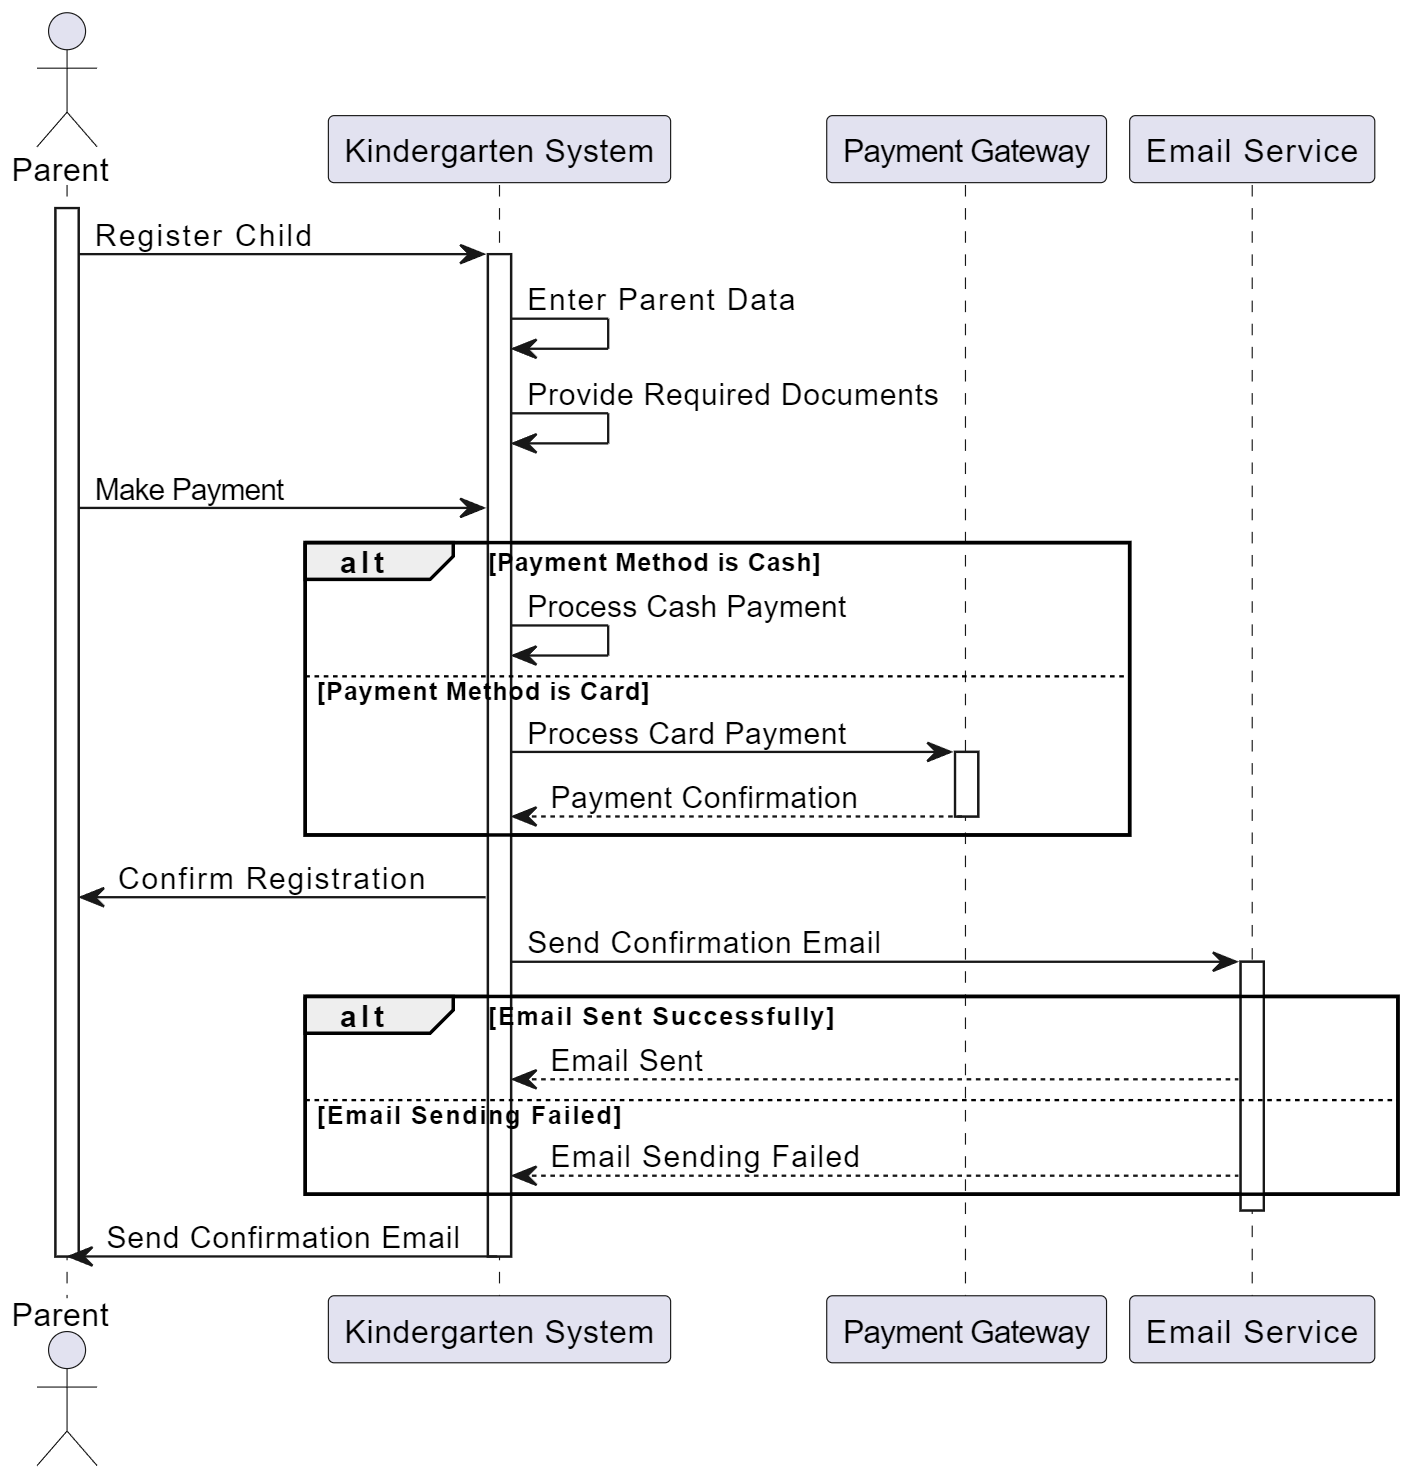 Parent
Kindergarten System
Payment Gateway
Email Service
Register Child
Enter Parent Data
Provide Required Documents
Make Payment
alt
[Payment Method is Cash]
Process Cash Payment
[Payment Method is Card]
Process Card Payment
Payment Confirmation
Confirm Registration
Send Confirmation Email
alt
[Email Sent Successfully]
Email Sent
[Email Sending Failed]
Email Sending Failed
Send Confirmation Email
Parent
Kindergarten System
Payment Gateway
Email Service